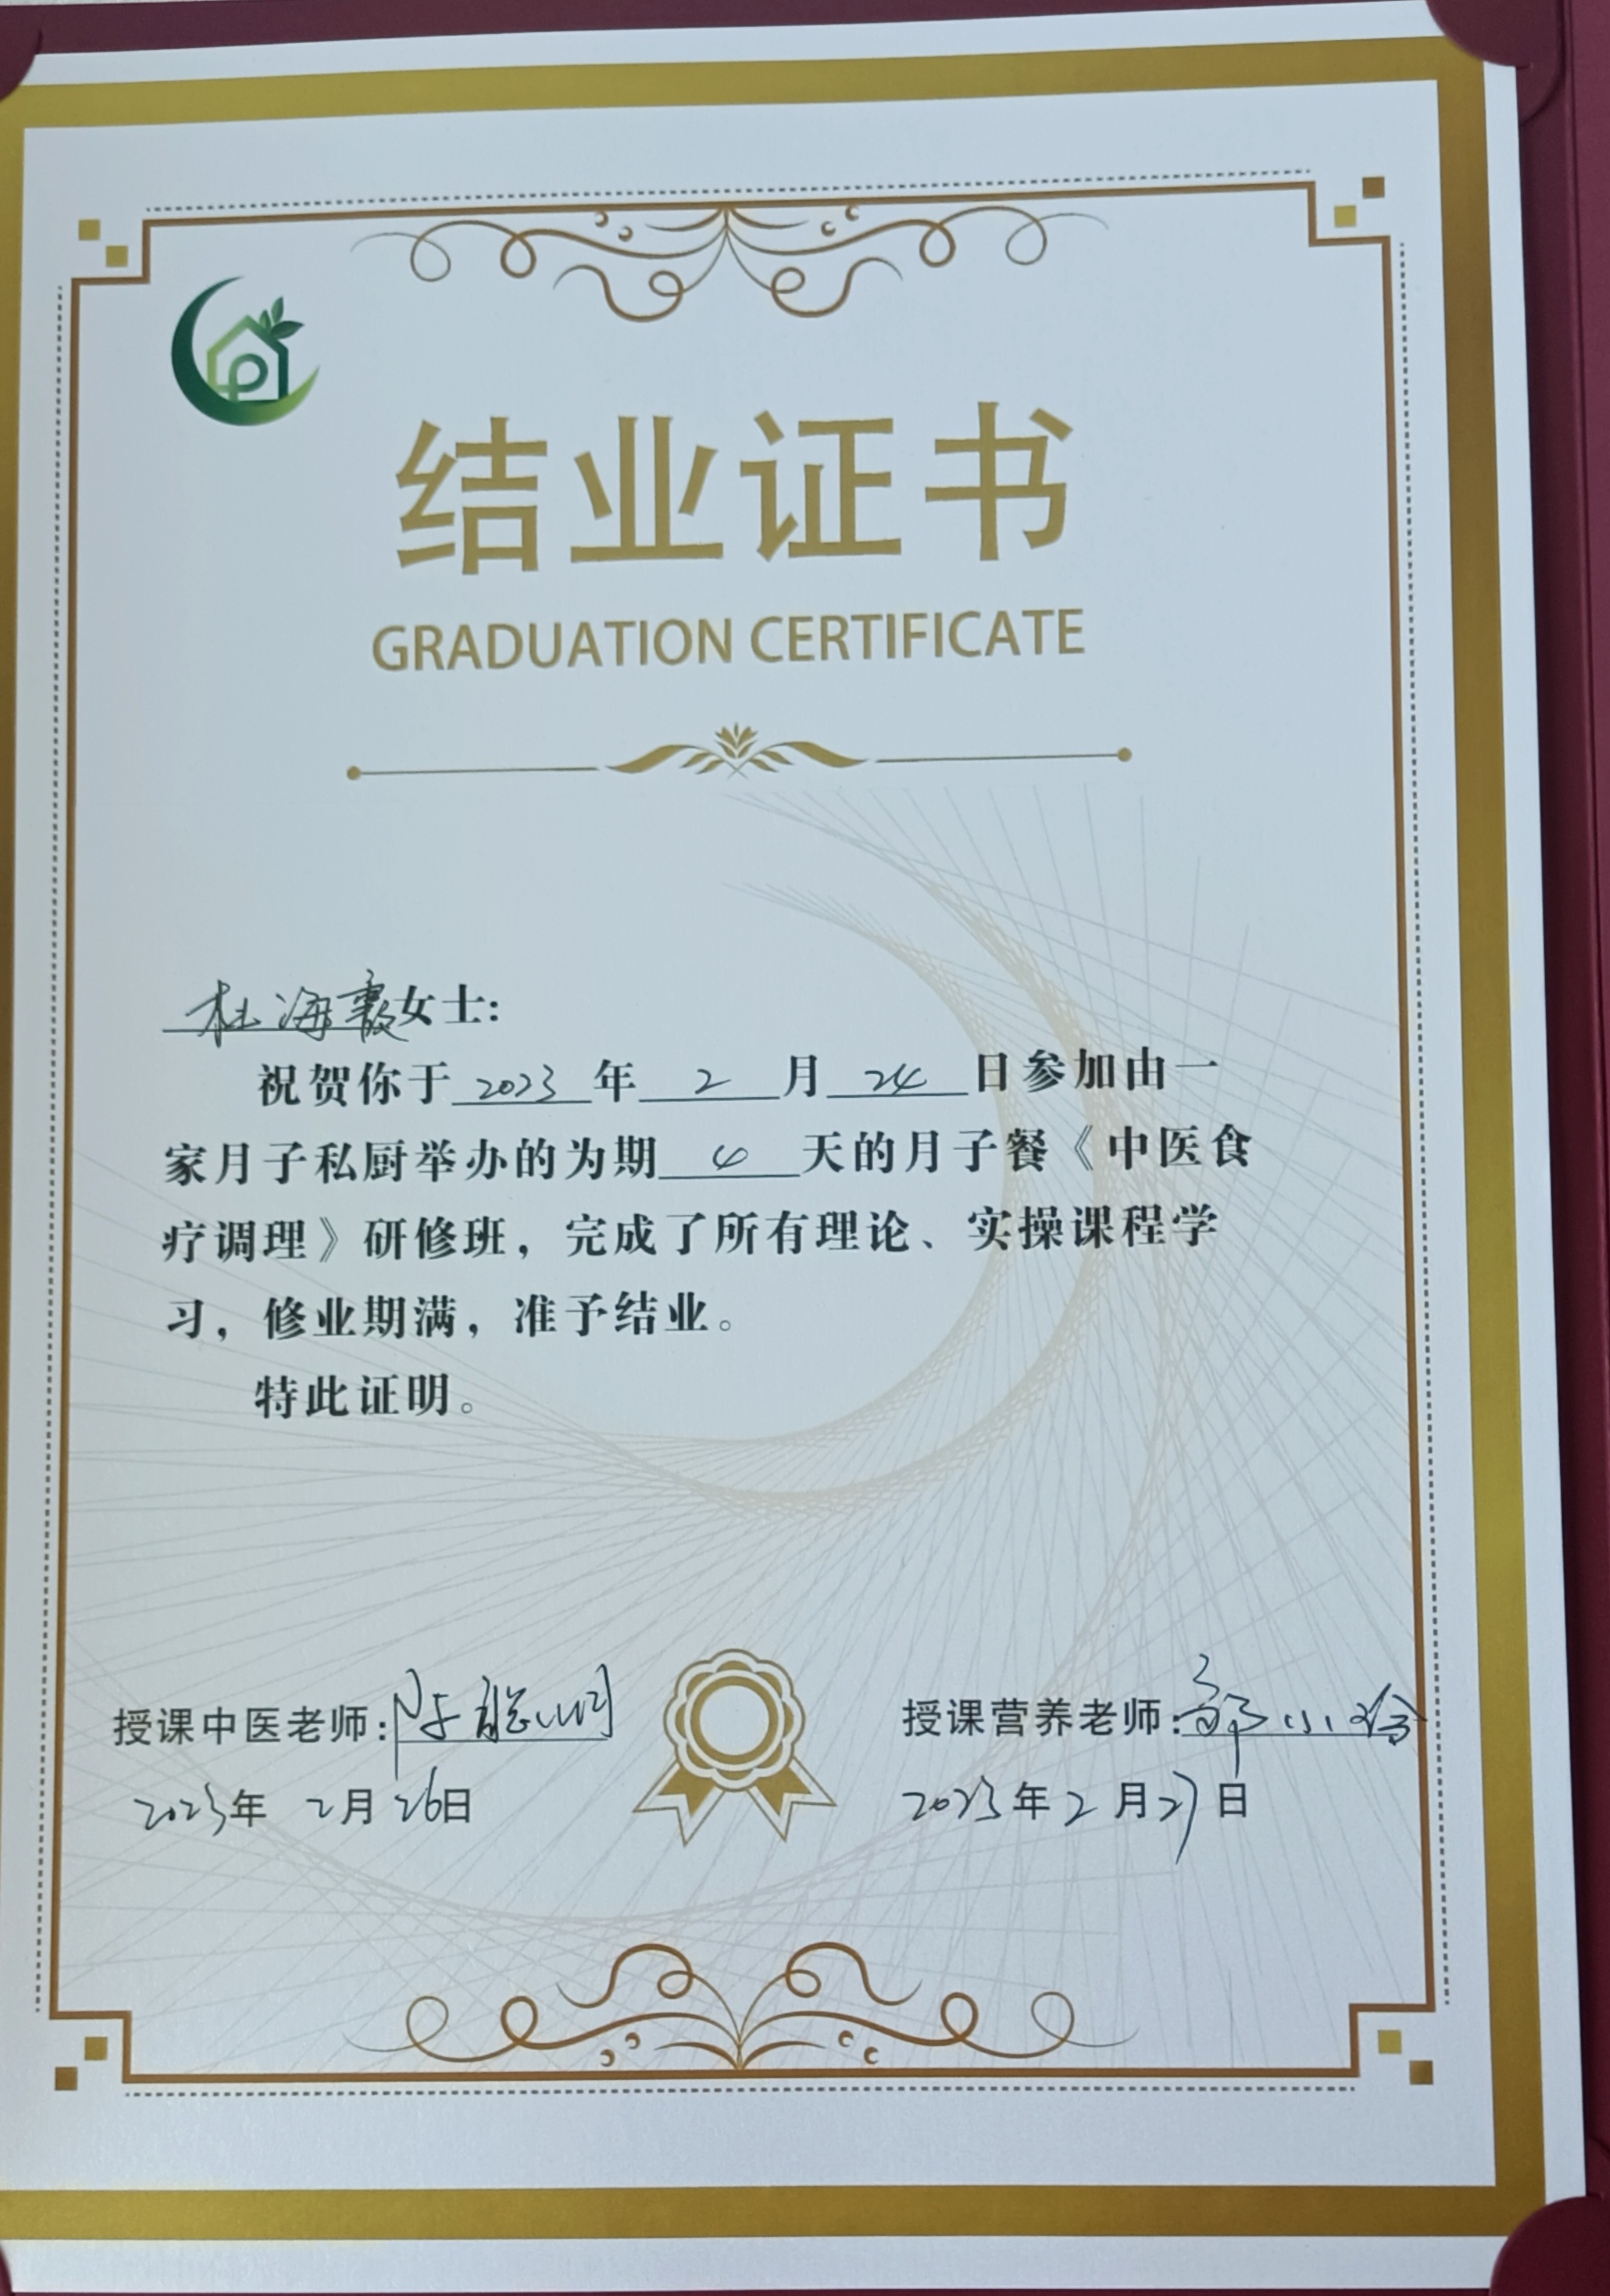 结业证书
GRADUATION CERTIFICATE
杜海霞女士:
祝贺你于 2023 年 2 月 24 日参加由一
家月子私厨举办的为期 4 天的月子餐《中医食
疗调理》研修班，完成了所有理论、实操课程学
习，修业期满，准予结业。
特此证明。
授课中医老师:
2023年 2月 26日
授课营养老师:
2023年 2月 27日